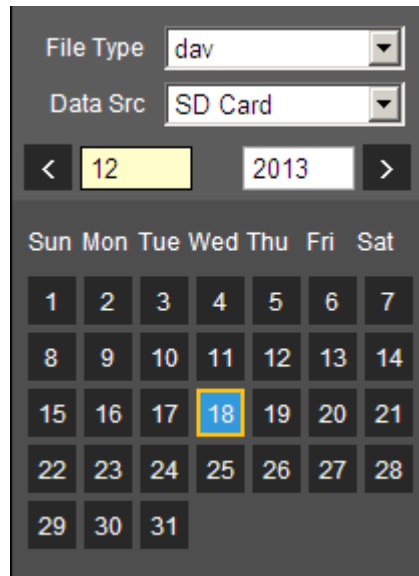 File Type dav
Data Src SD Card
< 12 2013 >
Sun Mon Tue Wed Thu Fri Sat
1 2 3 4 5 6 7
8 9 10 11 12 13 14
15 16 17 18 19 20 21
22 23 24 25 26 27 28
29 30 31